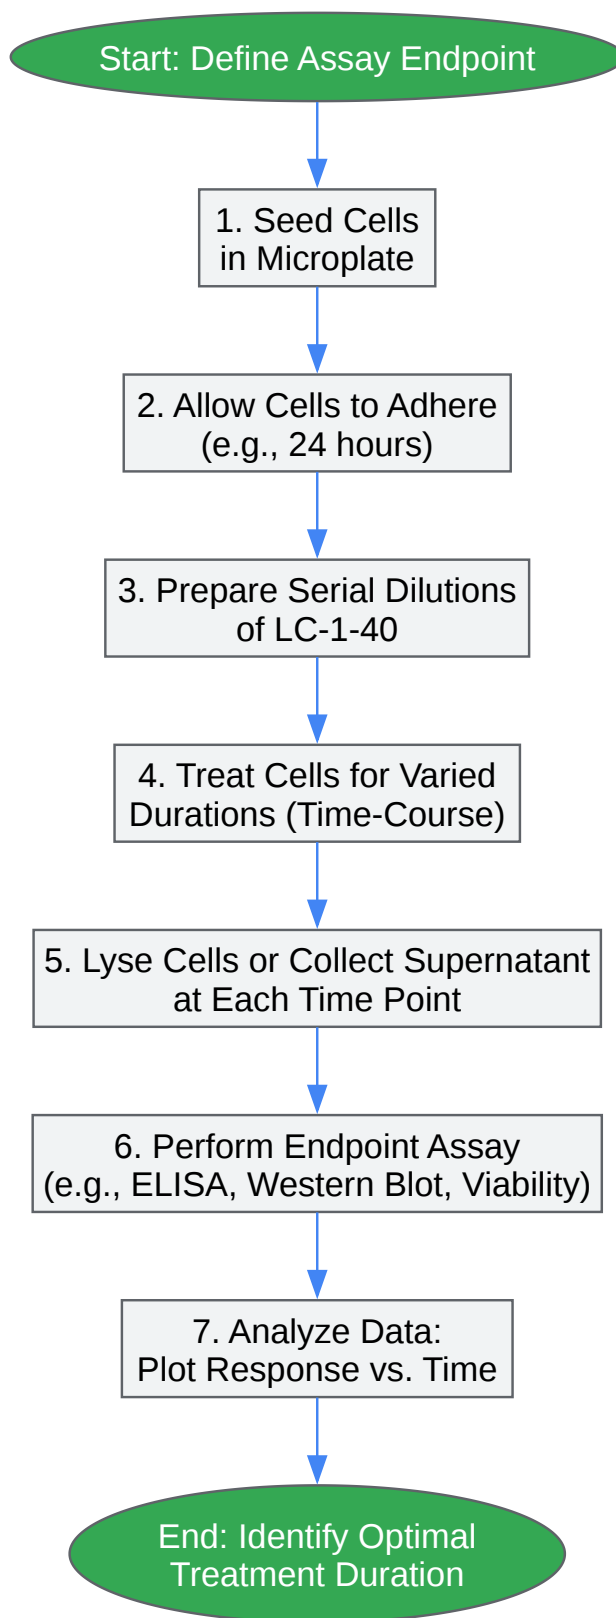 Start: Define Assay Endpoint
1. Seed Cells
in Microplate
2. Allow Cells to Adhere
(e.g., 24 hours)
3. Prepare Serial Dilutions
of LC-1-40
4. Treat Cells for Varied
Durations (Time-Course)
5. Lyse Cells or Collect Supernatant
at Each Time Point
6. Perform Endpoint Assay
(e.g., ELISA, Western Blot, Viability)
7. Analyze Data:
Plot Response vs. Time
End: Identify Optimal
Treatment Duration